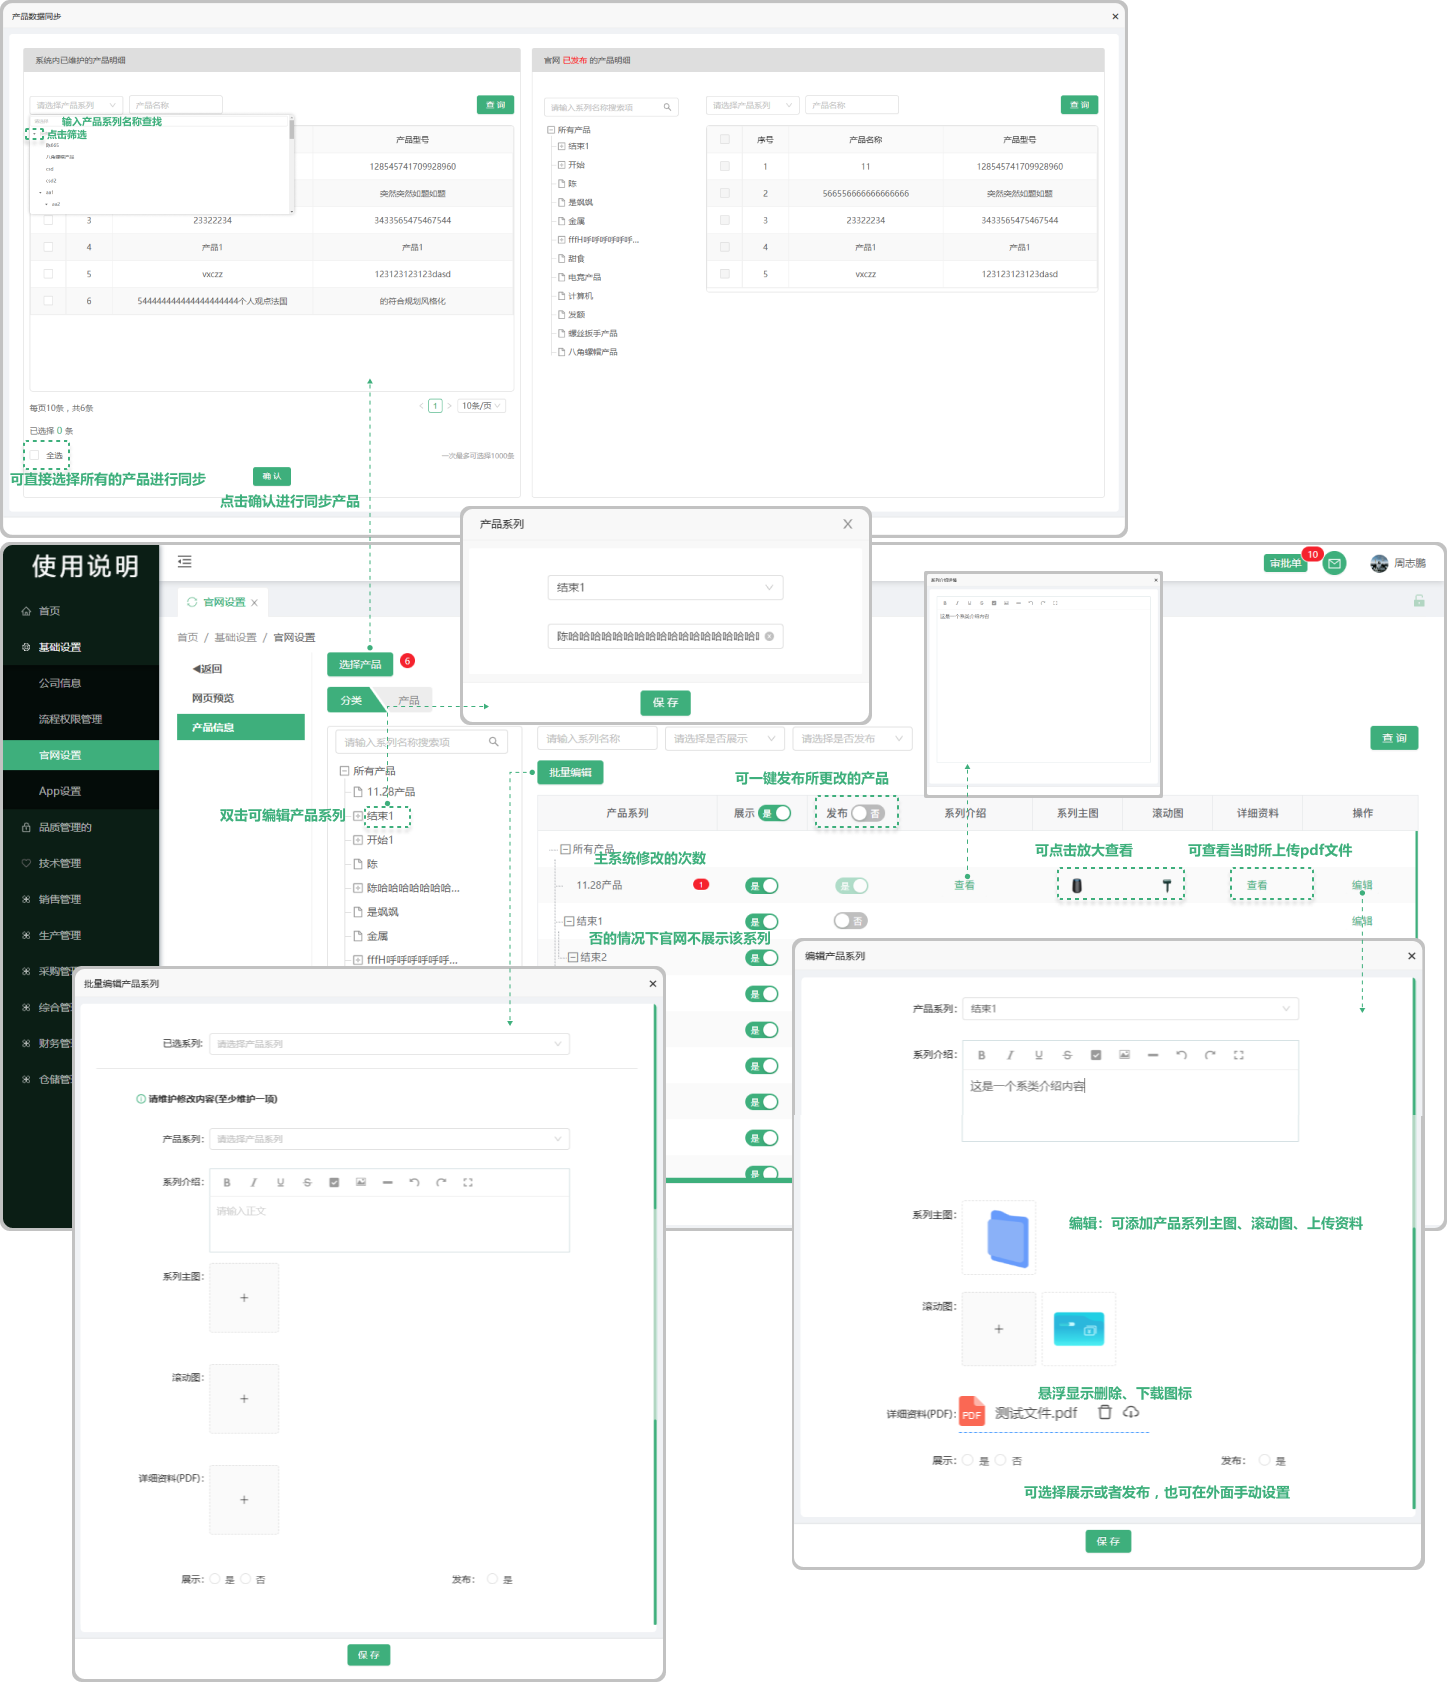 产品数据同步
系统内已维护的产品明细
请选择产品系列
产品名称
查 询
输入产品系列名称查找
点击筛选
八角螺帽产品
csd
csd2
aa1
aa2
产品型号
128545741709928960
突然突然如题如题
3
23322234
3433565475467544
4
产品1
产品1
5
vxczz
123123123123dasd
6
544444444444444444444个人观点法国
的符合规划风格化
每页10条，共6条
1
10条/页
已选择 0 条
全选
一次最多可选择1000条
可直接选择所有的产品进行同步
确 认
点击确认进行同步产品
官网 已发布 的产品明细
请输入系列名称搜索项
请选择产品系列
产品名称
查 询
所有产品
结束1
开始
陈
是飒飒
金属
fffH呼呼呼呼呼呼...
甜食
电竞产品
计算机
发额
螺丝扳手产品
八角螺帽产品
序号
产品名称
产品型号
1
11
128545741709928960
2
566556666666666666
突然突然如题如题
3
23322234
3433565475467544
4
产品1
产品1
5
vxczz
123123123123dasd
使用说明
首页
基础设置
公司信息
流程权限管理
官网设置
App设置
品质管理的
技术管理
销售管理
生产管理
采购管
综合管
财务管
仓储管
审批单
10
周志鹏
官网设置
首页 / 基础设置 / 官网设置
返回
网页预览
产品信息
选择产品
6
分类
产品
请输入系列名称搜索项
所有产品
11.28产品
结束1
开始1
陈
陈哈哈哈哈哈哈哈...
是飒飒
金属
fffH呼呼呼呼呼呼...
双击可编辑产品系列
产品系列
结束1
陈哈哈哈哈哈哈哈哈哈哈哈哈哈哈哈哈哈哈
保 存
请输入系列名称
请选择是否展示
请选择是否发布
查 询
批量编辑
可一键发布所更改的产品
产品系列
展示
是
发布
否
系列介绍
系列主图
滚动图
详细资料
操作
所有产品
主系统修改的次数
可点击放大查看
可查看当时所上传pdf文件
11.28产品
1
是
是
查看
查看
编辑
结束1
是
否
编辑
否的情况下官网不展示该系列
结束2
是
是
是
是
是
是
是
这是一个系类介绍内容
批量编辑产品系列
已选系列:
请选择产品系列
请维护修改内容(至少维护一项)
产品系列:
请选择产品系列
系列介绍:
B I U S
请输入正文
系列主图:
滚动图:
详细资料(PDF):
展示:
是
否
发布:
是
保 存
编辑产品系列
产品系列:
结束1
系列介绍:
B I U S
这是一个系类介绍内容
系列主图:
编辑：可添加产品系列主图、滚动图、上传资料
滚动图:
悬浮显示删除、下载图标
详细资料(PDF):
PDF
测试文件.pdf
展示:
是
否
发布:
是
可选择展示或者发布，也可在外面手动设置
保 存